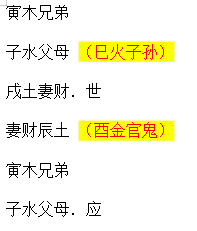 寅木兄弟
子水父母（巳火子孙）
戌土妻财．世
妻财辰土（酉金官鬼）
寅木兄弟
子水父母．应